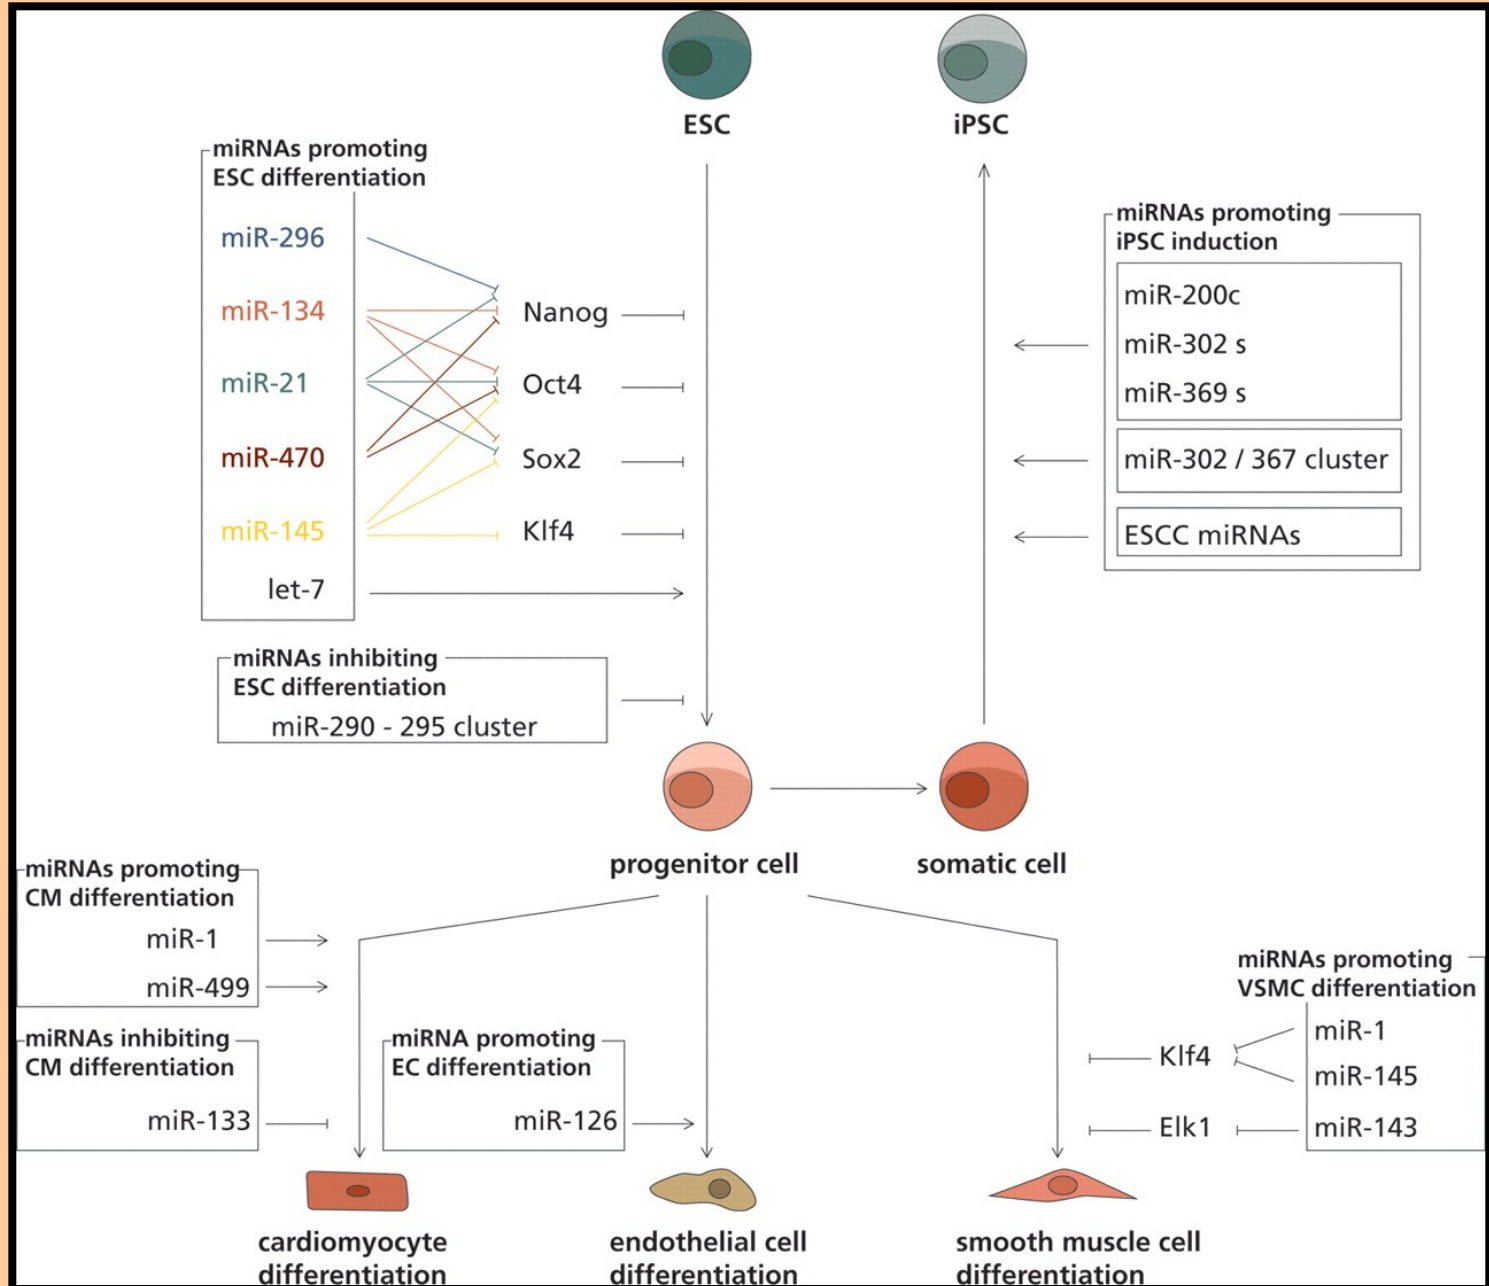 ESC
iPSC
miRNAs promoting
ESC differentiation
miR-296
miR-134
miR-21
miR-470
miR-145
let-7
Nanog
Oct4
Sox2
Klf4
miRNAs promoting
iPSC induction
miR-200c
miR-302 s
miR-369 s
miR-302 / 367 cluster
ESCC miRNAs
miRNAs inhibiting
ESC differentiation
miR-290 - 295 cluster
progenitor cell
somatic cell
miRNAs promoting
CM differentiation
miR-1
miR-499
miRNAs inhibiting
CM differentiation
miR-133
miRNA promoting
EC differentiation
miR-126
miRNAs promoting
VSMC differentiation
Klf4
Elk1
miR-1
miR-145
miR-143
cardiomyocyte
differentiation
endothelial cell
differentiation
smooth muscle cell
differentiation